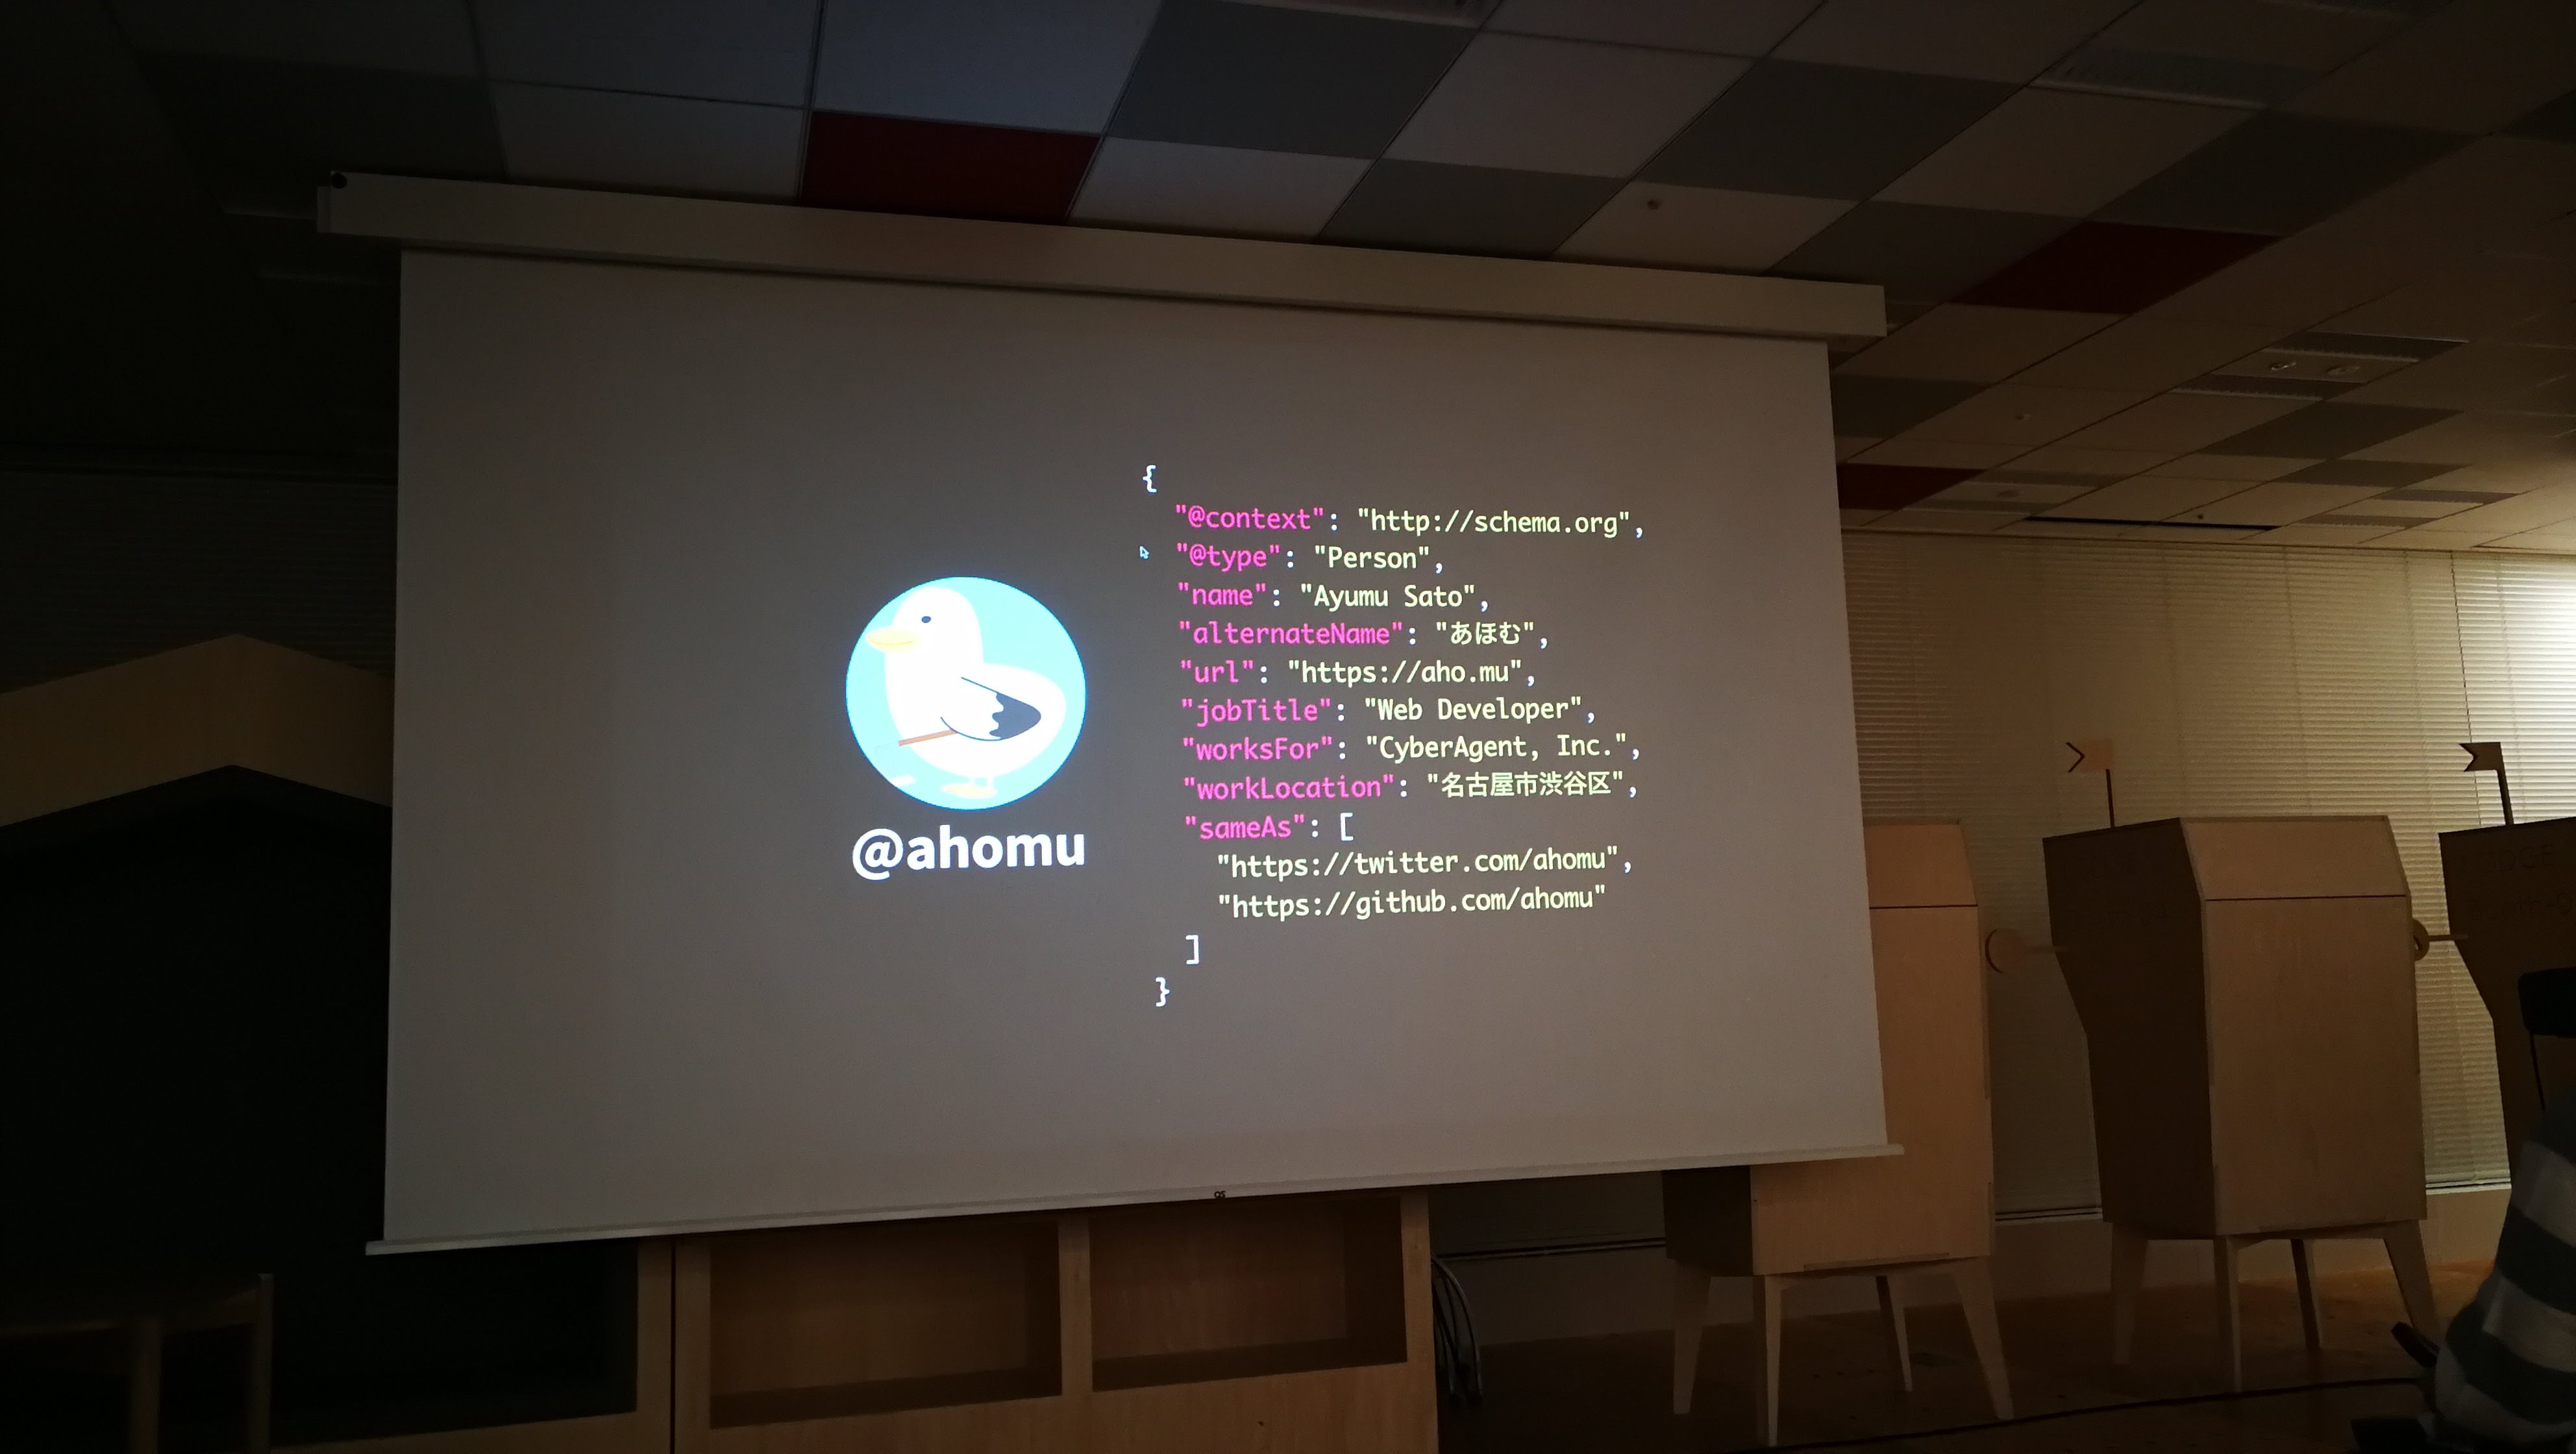 {
"@context": "http://schema.org",
"@type": "Person",
"name": "Ayumu Sato",
"alternateName": "あほむ",
"url": "https://aho.mu",
"jobTitle": "Web Developer",
"worksFor": "CyberAgent, Inc.",
"workLocation": "名古屋市渋谷区",
"sameAs": [
"https://twitter.com/ahomu",
"https://github.com/ahomu"
]
}
@ahomu